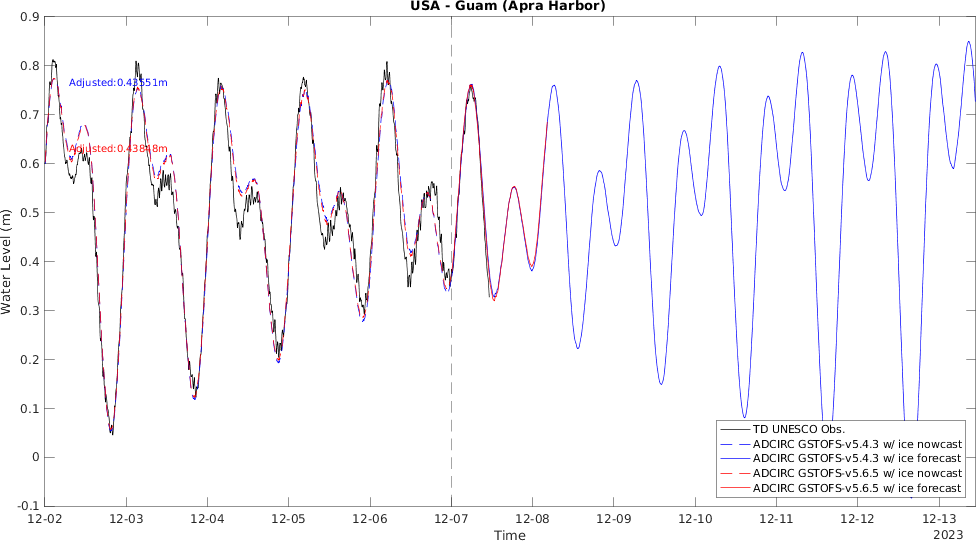 USA - Guam (Apra Harbor)
0.9
0.8
0.7
0.6
0.5
0.4
0.3
0.2
0.1
0
-0.1
Water Level (m)
Adjusted:0.43551m
Adjusted:0.43848m
TD UNESCO Obs.
ADCIRC GSTOFS-v5.4.3 w/ ice nowcast
ADCIRC GSTOFS-v5.4.3 w/ ice forecast
ADCIRC GSTOFS-v5.6.5 w/ ice nowcast
ADCIRC GSTOFS-v5.6.5 w/ ice forecast
12-02 12-03 12-04 12-05 12-06 12-07 12-08 12-09 12-10 12-11 12-12 12-13
Time
2023